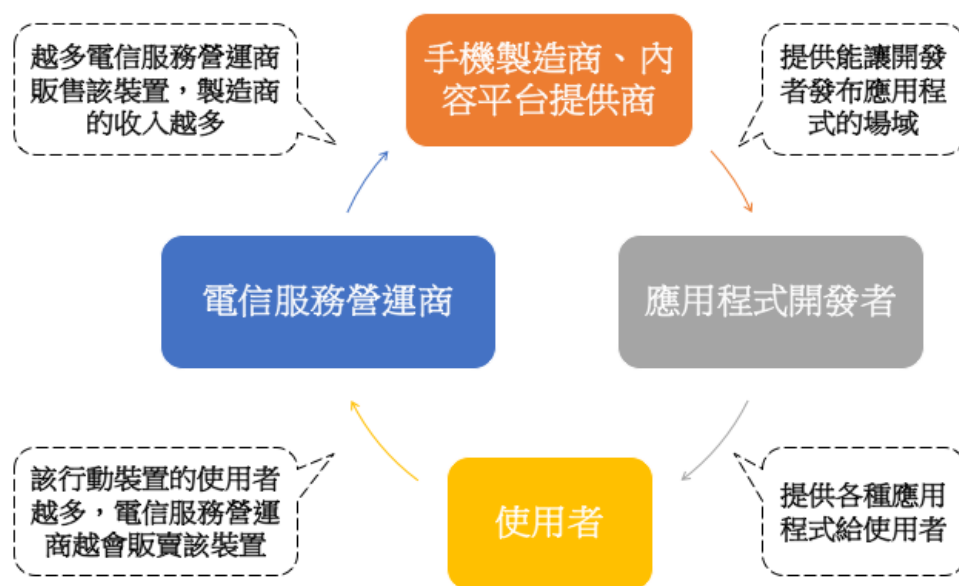 越多電信服務營運商
販售該裝置，製造商
的收入越多
手機製造商、內
容平台提供商
提供能讓開發
者發布應用程
式的場域
電信服務營運商
應用程式開發者
該行動裝置的使用者
越多，電信服務營運
商越會販賣該裝置
使用者
提供各種應用
程式給使用者